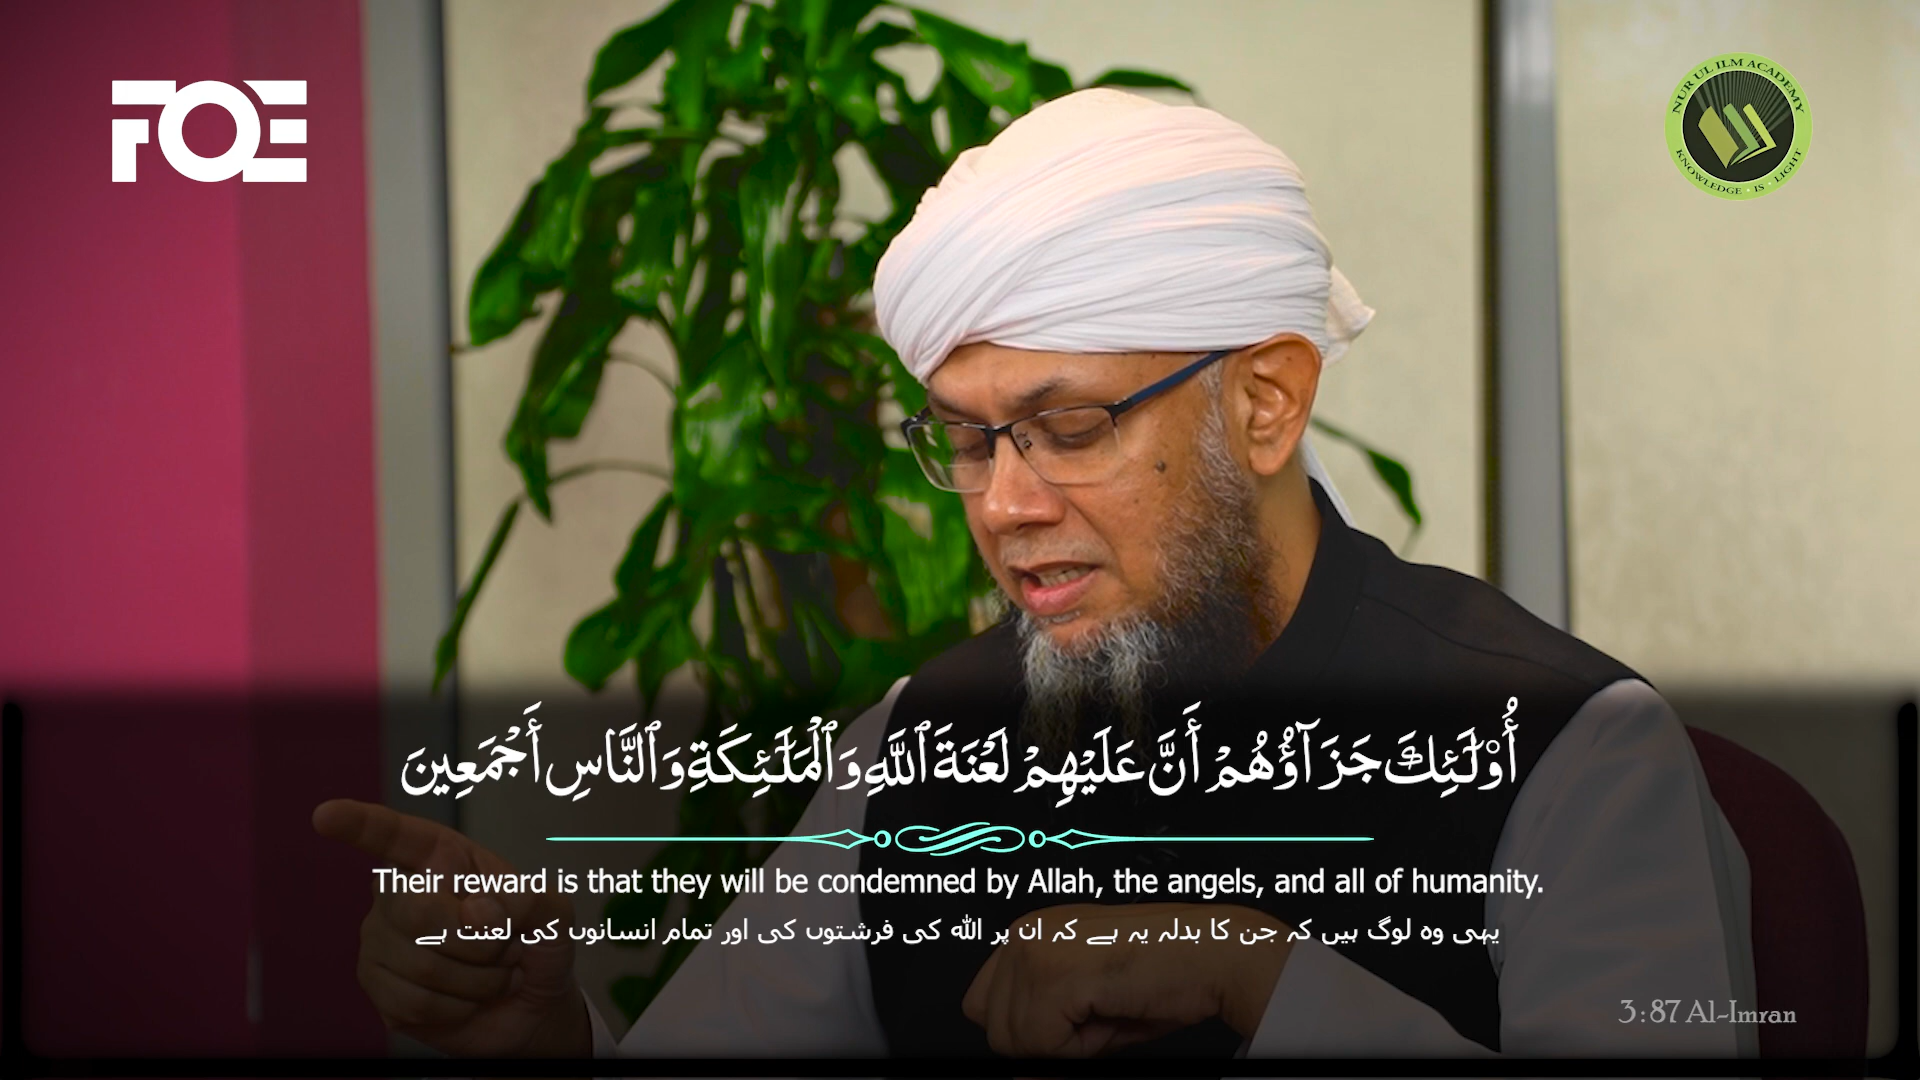 FOE
NUR UL ILM ACADEMY
KNOWLEDGE · IS · LIGHT
أُو۟لَٰٓئِكَ جَزَآؤُهُمْ أَنَّ عَلَيْهِمْ لَعْنَةَ ٱللَّهِ وَٱلْمَلَٰٓئِكَةِ وَٱلنَّاسِ أَجْمَعِينَ
Their reward is that they will be condemned by Allah, the angels, and all of humanity.
یہی وہ لوگ ہیں کہ جن کا بدلہ یہ ہے کہ ان پر اللہ کی فرشتوں کی اور تمام انسانوں کی لعنت ہے
3:87 Al-Imran